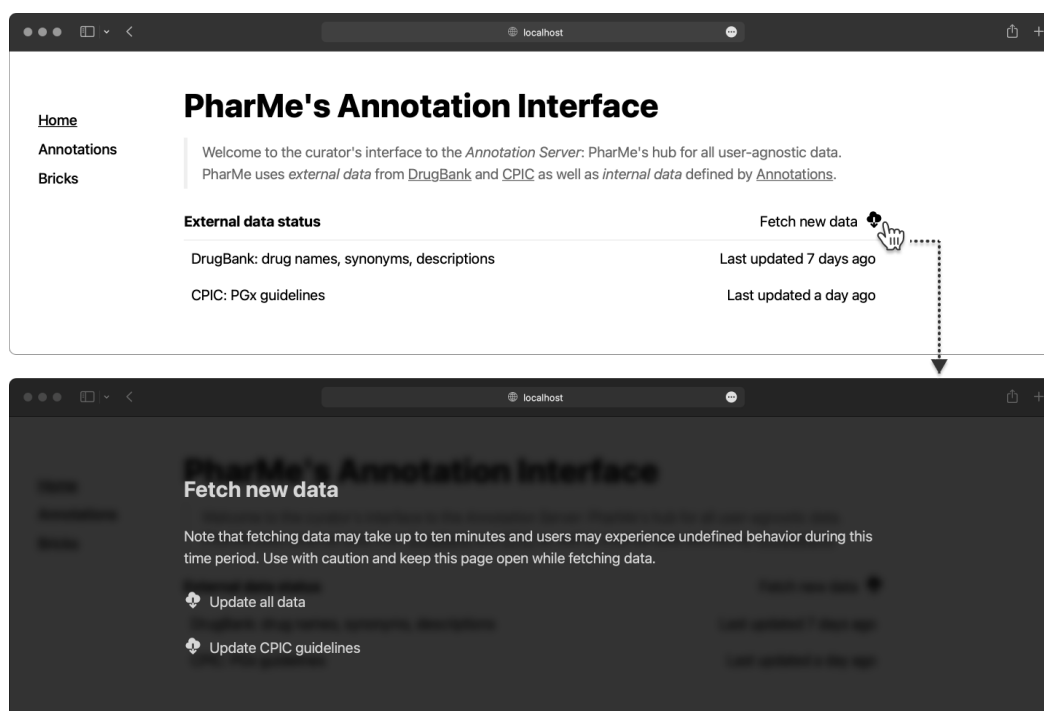 localhost
PharMe's Annotation Interface
Home
Annotations
Bricks
Welcome to the curator's interface to the Annotation Server: PharMe's hub for all user-agnostic data.
PharMe uses external data from DrugBank and CPIC as well as internal data defined by Annotations.
External data status
Fetch new data
DrugBank: drug names, synonyms, descriptions
Last updated 7 days ago
CPIC: PGx guidelines
Last updated a day ago
localhost
Fetch new data
Note that fetching data may take up to ten minutes and users may experience undefined behavior during this
time period. Use with caution and keep this page open while fetching data.
Update all data
Update CPIC guidelines